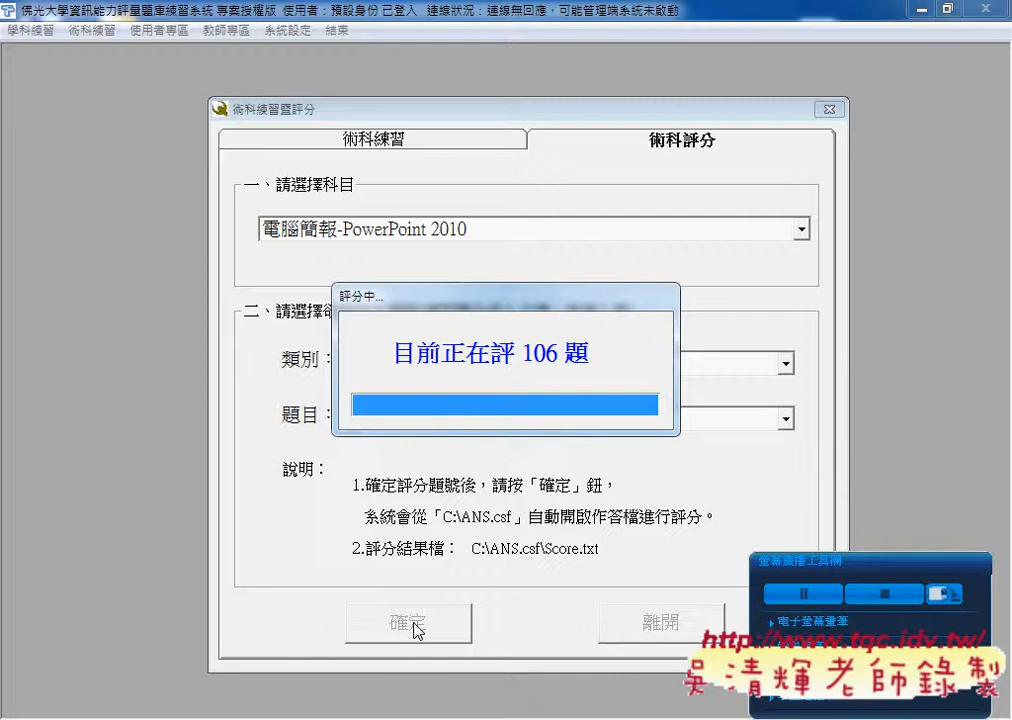 佛光大學資訊能力評量題庫練習系統 專案授權版 使用者：預設身份 已登入 連線狀況：連線無回應，可能管理端系統未啟動
學科練習 術科練習 使用者專區 教師專區 系統設定 結束
術科練習暨評分
術科練習 術科評分
一、請選擇科目
電腦簡報-PowerPoint 2010
二、請選擇
評分中...
目前正在評 106 題
類別：
題目：
說明：
1.確定評分題號後，請按「確定」鈕，
系統會從「C:\ANS.csf」自動開啟作答檔進行評分。
2.評分結果檔： C:\ANS.csf\Score.txt
確定 離開
螢幕廣播工具欄
電子螢幕畫筆
http://www.tqc.idv.tw/
吳清輝老師錄製